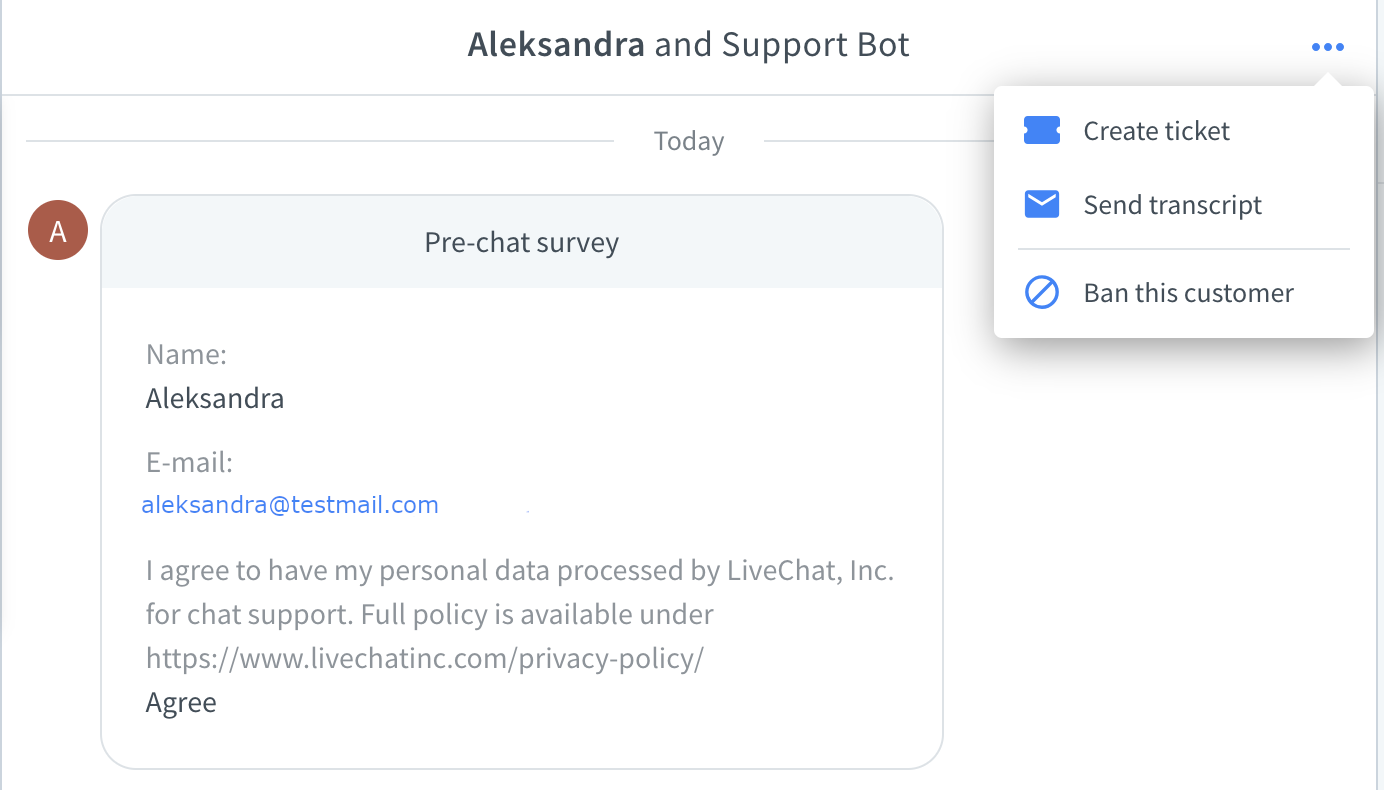 Aleksandra and Support Bot
Today
Create ticket
Send transcript
Ban this customer
A
Pre-chat survey
Name:
Aleksandra
E-mail:
aleksandra@testmail.com
I agree to have my personal data processed by LiveChat, Inc.
for chat support. Full policy is available under
https://www.livechatinc.com/privacy-policy/
Agree